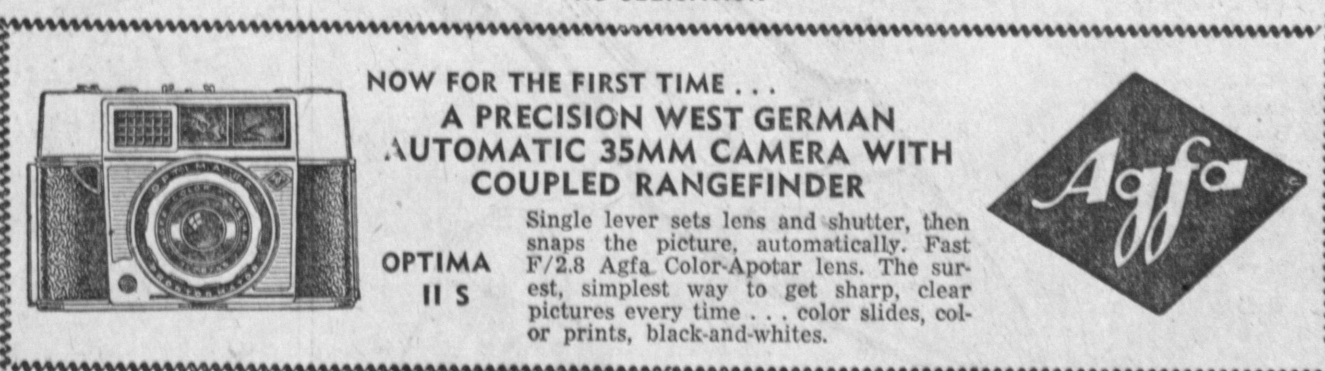 NOW FOR THE FIRST TIME . . .
A PRECISION WEST GERMAN
AUTOMATIC 35MM CAMERA WITH
COUPLED RANGEFINDER
OPTIMA
II S
Single lever sets lens and shutter, then
snaps the picture, automatically. Fast
F/2.8 Agfa Color-Apotar lens. The sur-
est, simplest way to get sharp, clear
pictures every time . . . color slides, col-
or prints, black-and-whites.
Agfa